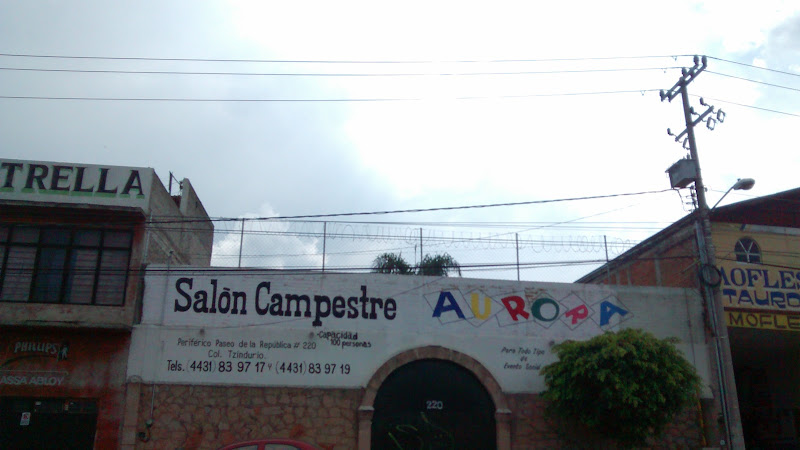 TRELLA
PHILLIPS
ASSA ABLOY
Salòn Campestre AURORA
Capacidad
100 personas
Periférico Paseo de la República # 220
Col. Tzindurio.
Tels. (4431) 83 97 17 Y (4431) 83 97 19
Para Todo Tipo
de
Evento Social
220
MOFLES
TAURO
MOFLE